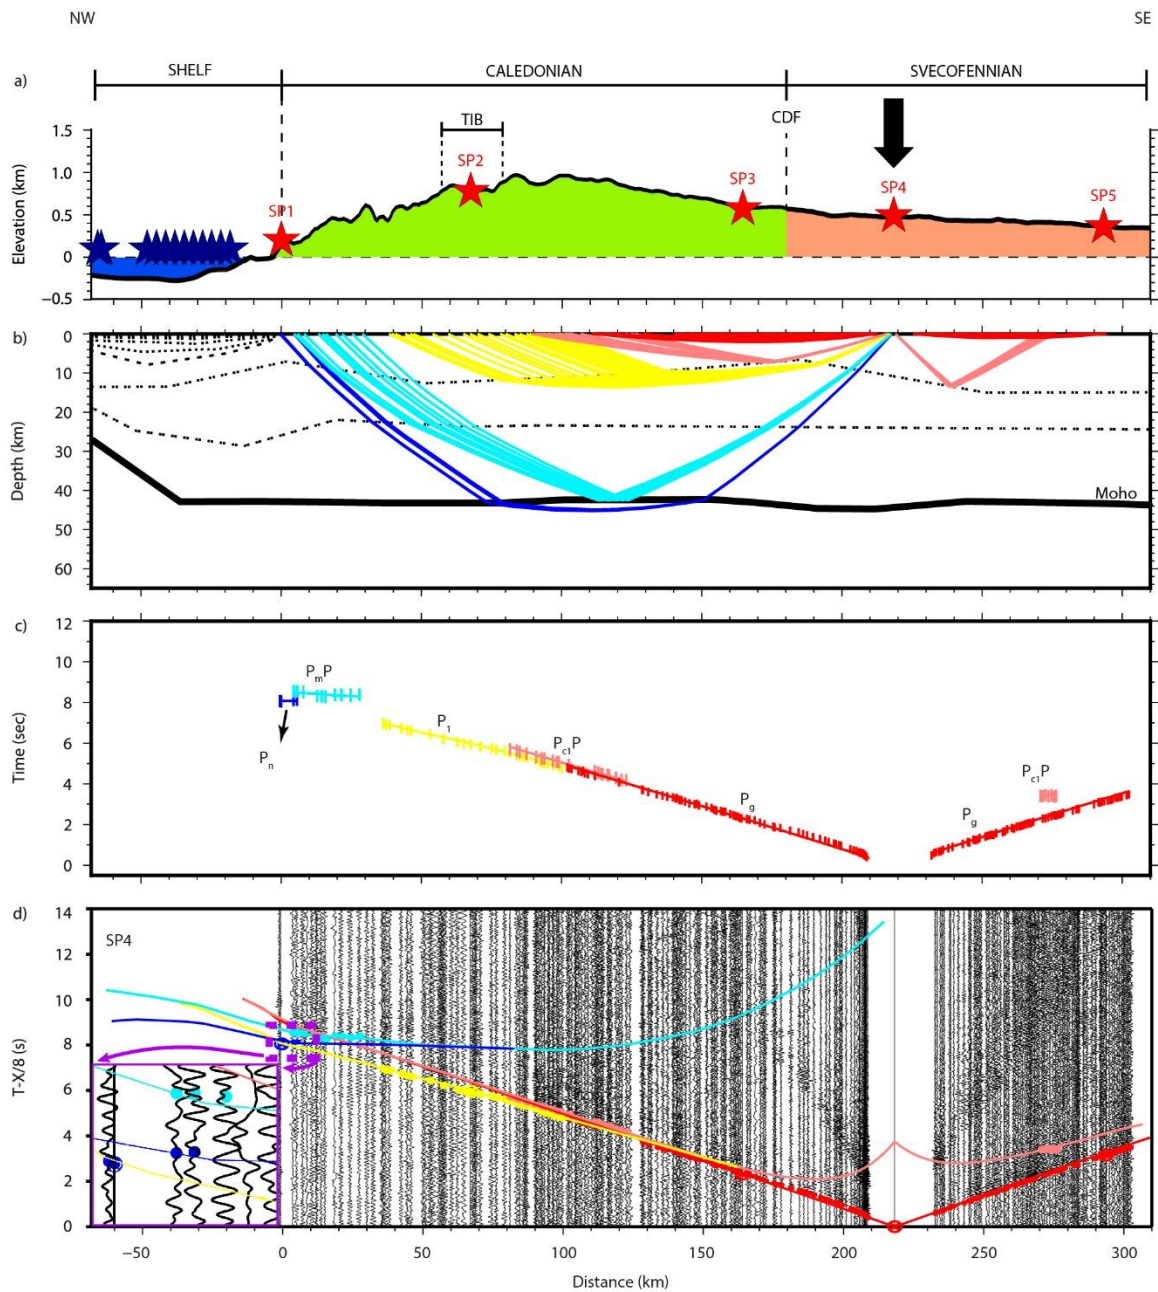 NW SE
SHELF CALEDONIAN SVECOFENNIAN
a)
TIB CDF
1.5
SP2
1.0
SP3 SP4
0.5
SP1 SP5
0
−0.5
Elevation (km)
b)
0
10
20
30
40
50
60
Depth (km)
Moho
c)
12
10
8
6
4
2
0
Time (sec)
PmP
Pn
P1
Pc1P
Pg
Pc1P
Pg
d)
SP4
14
12
10
8
6
4
2
0
T-X/8 (s)
−50 0 50 100 150 200 250 300
Distance (km)